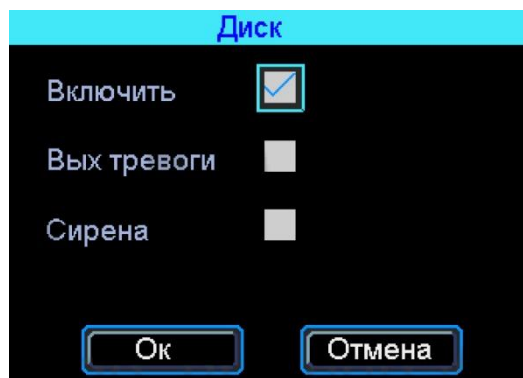 Диск
Включить
Вых тревоги
Сирена
Ок Отмена